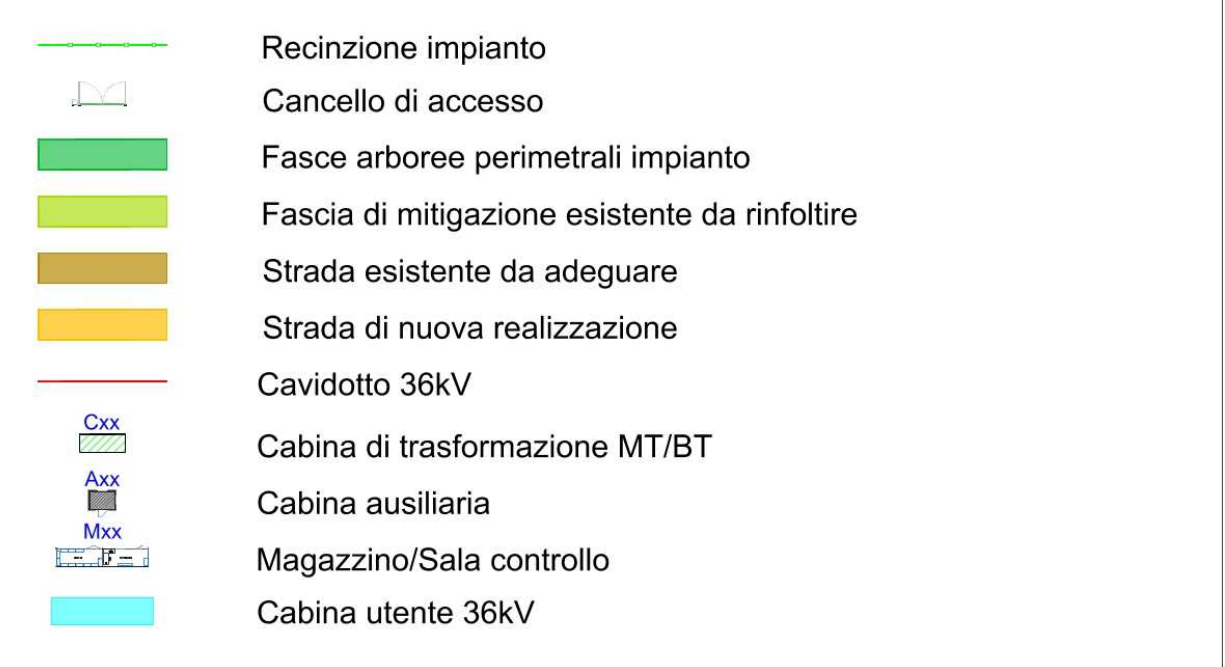 Recinzione impianto
Cancello di accesso
Fasce arboree perimetrali impianto
Fascia di mitigazione esistente da rinfoltire
Strada esistente da adeguare
Strada di nuova realizzazione
Cavidotto 36kV
Cxx
Cabina di trasformazione MT/BT
Axx
Cabina ausiliaria
Mxx
Magazzino/Sala controllo
Cabina utente 36kV